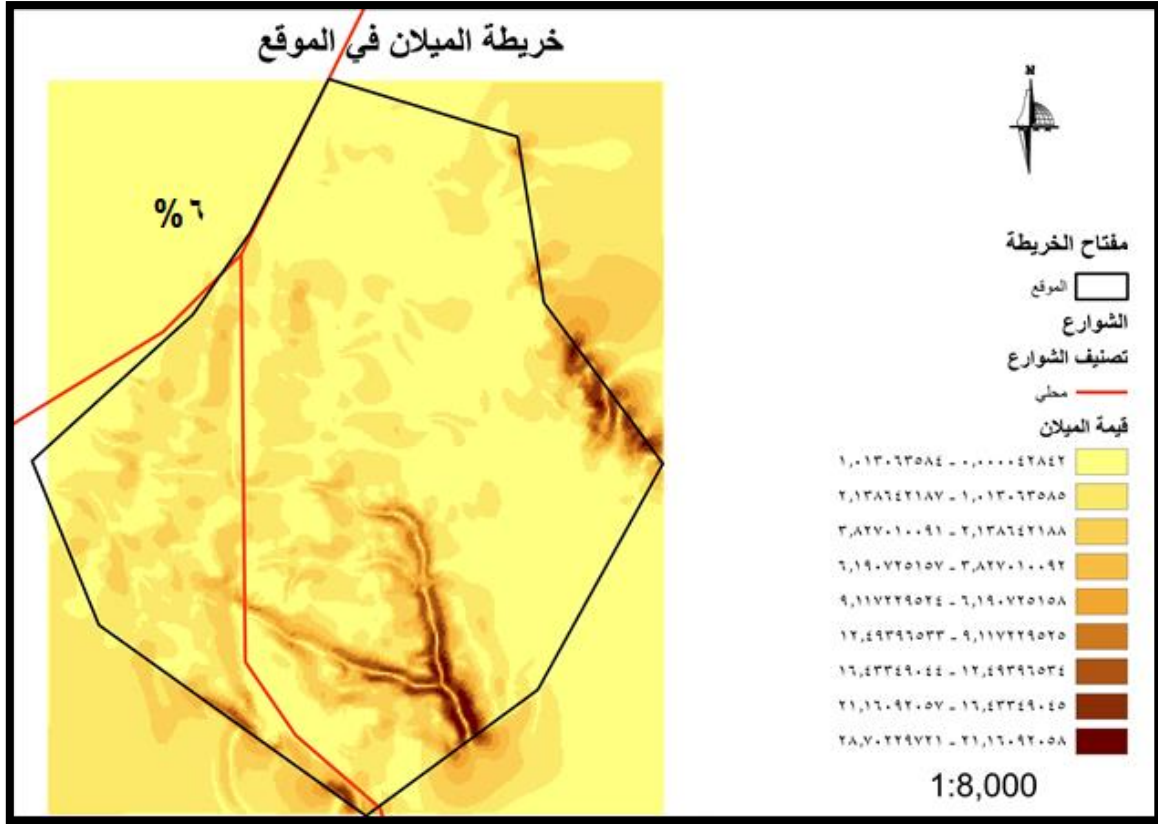 خريطة الميلان في الموقع
N
% ٦
مفتاح الخريطة
الموقع
الشوارع
تصنيف الشوارع
محلي
قيمة الميلان
١,٠١٣٠٦٣٥٨٤ - ٠,٠٠٠٠٤٢٨٤٢
٢,١٣٨٦٤٢١٨٧ - ١,٠١٣٠٦٣٥٨٥
٣,٨٢٧٠١٠٠٩١ - ٢,١٣٨٦٤٢١٨٨
٦,١٩٠٧٢٥١٥٧ - ٣,٨٢٧٠١٠٠٩٢
٩,١١٧٢٢٩٥٢٤ - ٦,١٩٠٧٢٥١٥٨
١٢,٤٩٣٩٦٥٣٣ - ٩,١١٧٢٢٩٥٢٥
١٦,٤٣٣٤٩٠٤٤ - ١٢,٤٩٣٩٦٥٣٤
٢١,١٦٠٩٢٠٥٧ - ١٦,٤٣٣٤٩٠٤٥
٢٨,٧٠٢٢٩٧٢١ - ٢١,١٦٠٩٢٠٥٨
1:8,000